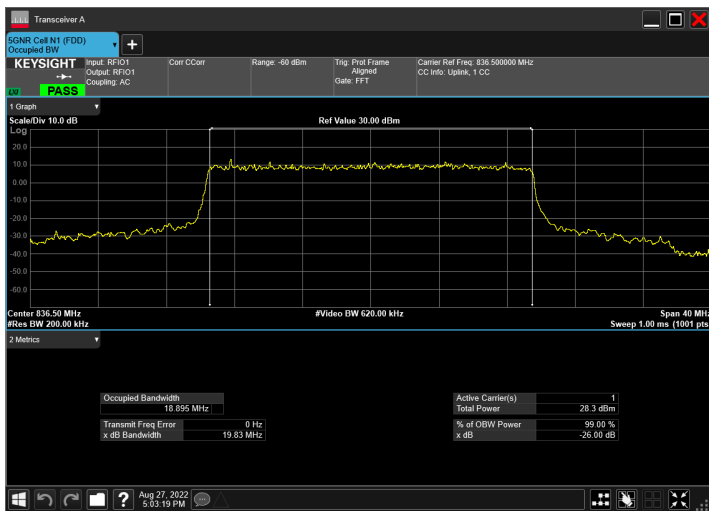 Transceiver A
5GNR Cell N1 (FDD)
Occupied BW
KEYSIGHT
PASS
Input: RFIO1
Output: RFIO1
Coupling: AC
Corr CCorr
Range: -60 dBm
Trig: Prot Frame
Aligned
Gate: FFT
Carrier Ref Freq: 836.500000 MHz
CC Info: Uplink, 1 CC
1 Graph
Scale/Div 10.0 dB
Ref Value 30.00 dBm
Log
20.0
10.0
0.00
-10.0
-20.0
-30.0
-40.0
-50.0
-60.0
Center 836.50 MHz
#Video BW 620.00 kHz
Span 40 MHz
#Res BW 200.00 kHz
Sweep 1.00 ms (1001 pts
2 Metrics
Occupied Bandwidth
18.895 MHz
Transmit Freq Error 0 Hz
x dB Bandwidth 19.83 MHz
Active Carrier(s) 1
Total Power 28.3 dBm
% of OBW Power 99.00 %
x dB -26.00 dB
Aug 27, 2022
5:03:19 PM